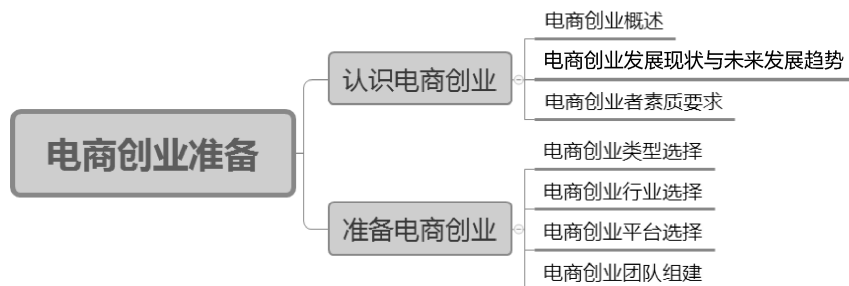 电商创业准备
认识电商创业
电商创业概述
电商创业发展现状与未来发展趋势
电商创业者素质要求
准备电商创业
电商创业类型选择
电商创业行业选择
电商创业平台选择
电商创业团队组建